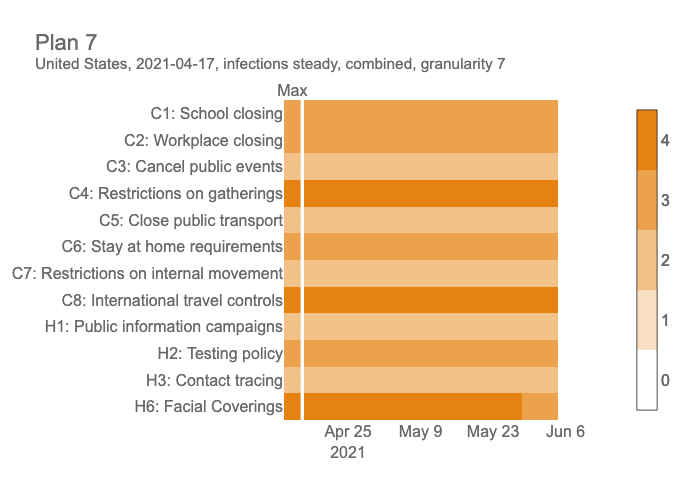 Plan 7
United States, 2021-04-17, infections steady, combined, granularity 7
Max
C1: School closing
C2: Workplace closing
C3: Cancel public events
C4: Restrictions on gatherings
C5: Close public transport
C6: Stay at home requirements
C7: Restrictions on internal movement
C8: International travel controls
H1: Public information campaigns
H2: Testing policy
H3: Contact tracing
H6: Facial Coverings
Apr 25 May 9 May 23 Jun 6
2021
4
3
2
1
0